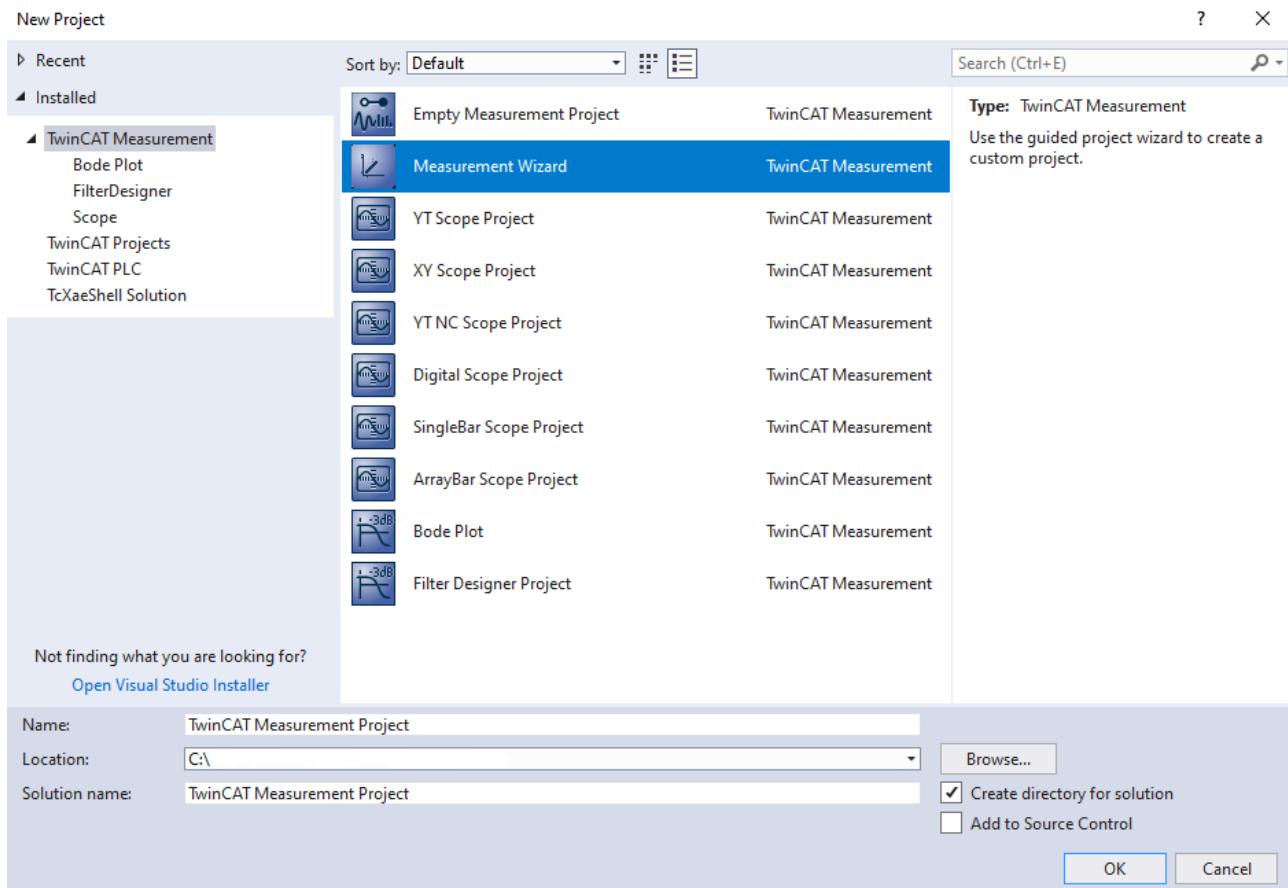 New Project
?
Recent
Installed
TwinCAT Measurement
Bode Plot
FilterDesigner
Scope
TwinCAT Projects
TwinCAT PLC
TcXaeShell Solution
Not finding what you are looking for?
Open Visual Studio Installer
Sort by: Default
Empty Measurement Project TwinCAT Measurement
Measurement Wizard TwinCAT Measurement
YT Scope Project TwinCAT Measurement
XY Scope Project TwinCAT Measurement
YT NC Scope Project TwinCAT Measurement
Digital Scope Project TwinCAT Measurement
SingleBar Scope Project TwinCAT Measurement
ArrayBar Scope Project TwinCAT Measurement
-3dB
Bode Plot TwinCAT Measurement
-3dB
Filter Designer Project TwinCAT Measurement
Search (Ctrl+E)
Type: TwinCAT Measurement
Use the guided project wizard to create a
custom project.
Name: TwinCAT Measurement Project
Location: C:\
Browse...
Solution name: TwinCAT Measurement Project
Create directory for solution
Add to Source Control
OK
Cancel